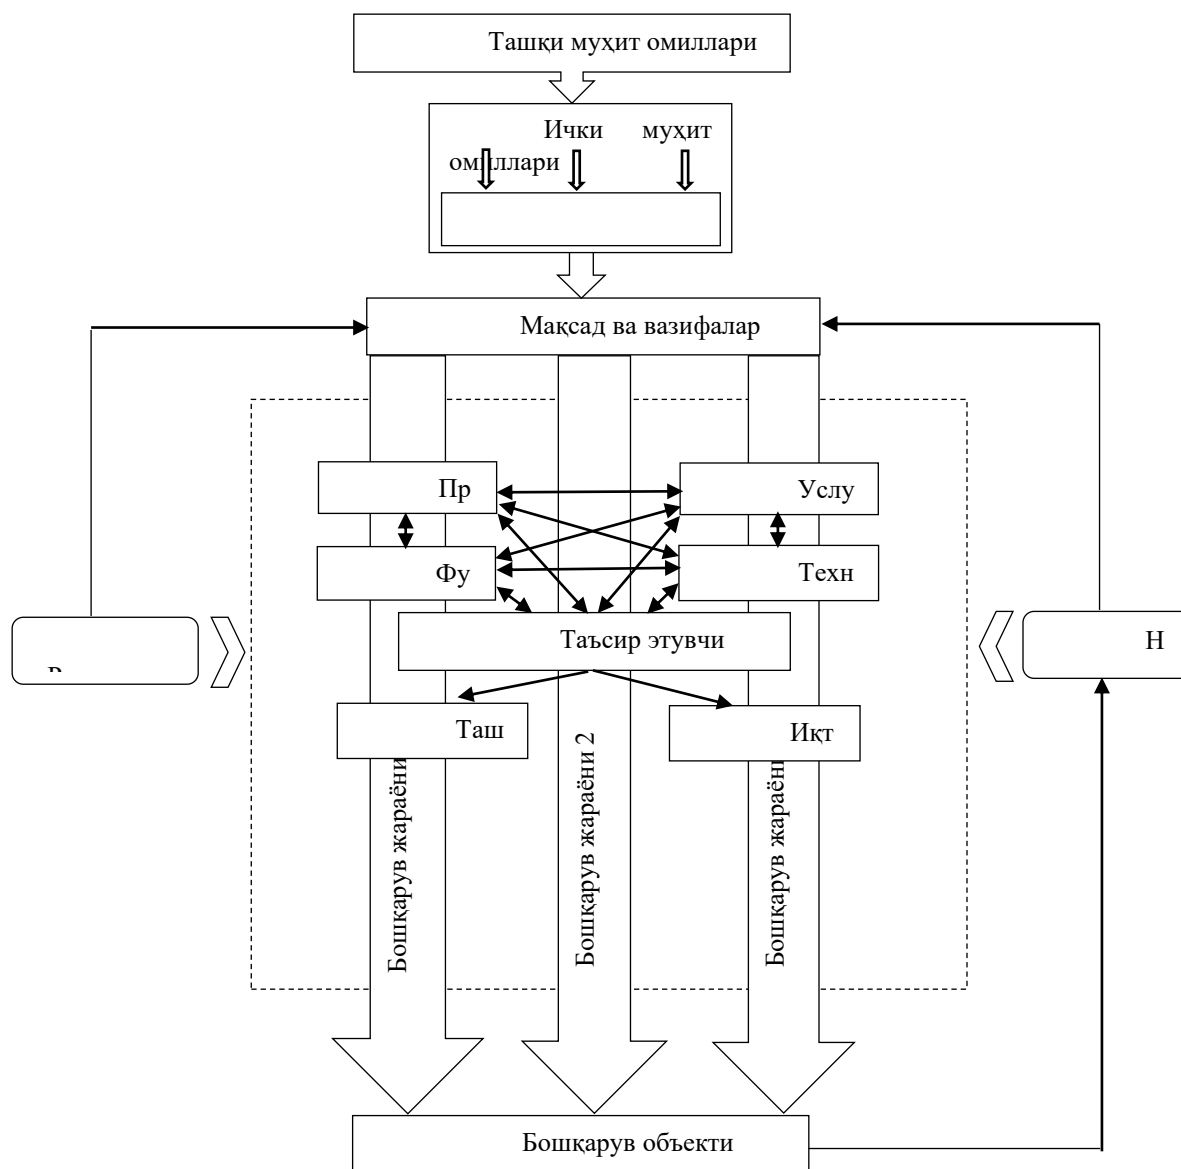 Ташқи муҳит омиллари
Ички муҳит
омиллари
Мақсад ва вазифалар
Пр
Услу
Фу
Техн
Таъсир этувчи
Н
Таш
Иқт
Бошқарув жараёни
Бошқарув жараёни 2
Бошқарув жараёни
Бошқарув объекти